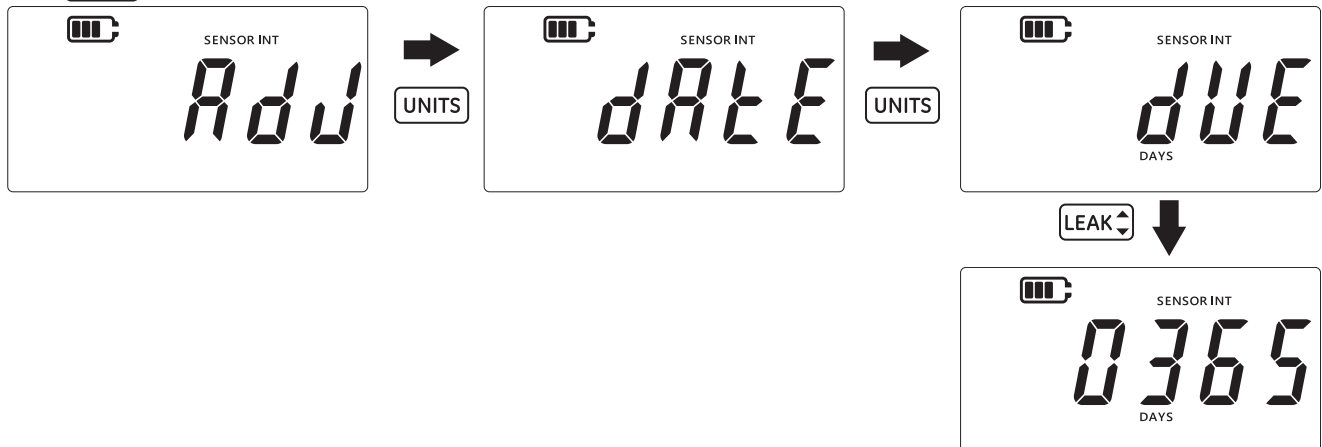 SENSOR INT
Adj
UNITS
SENSOR INT
dAtE
UNITS
SENSOR INT
dUE
DAYS
LEAK
SENSOR INT
0365
DAYS